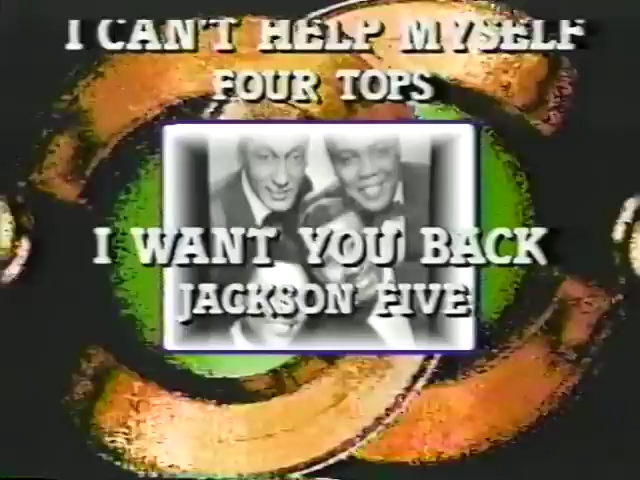 I CAN'T HELP MYSELF
FOUR TOPS
I WANT YOU BACK
JACKSON FIVE